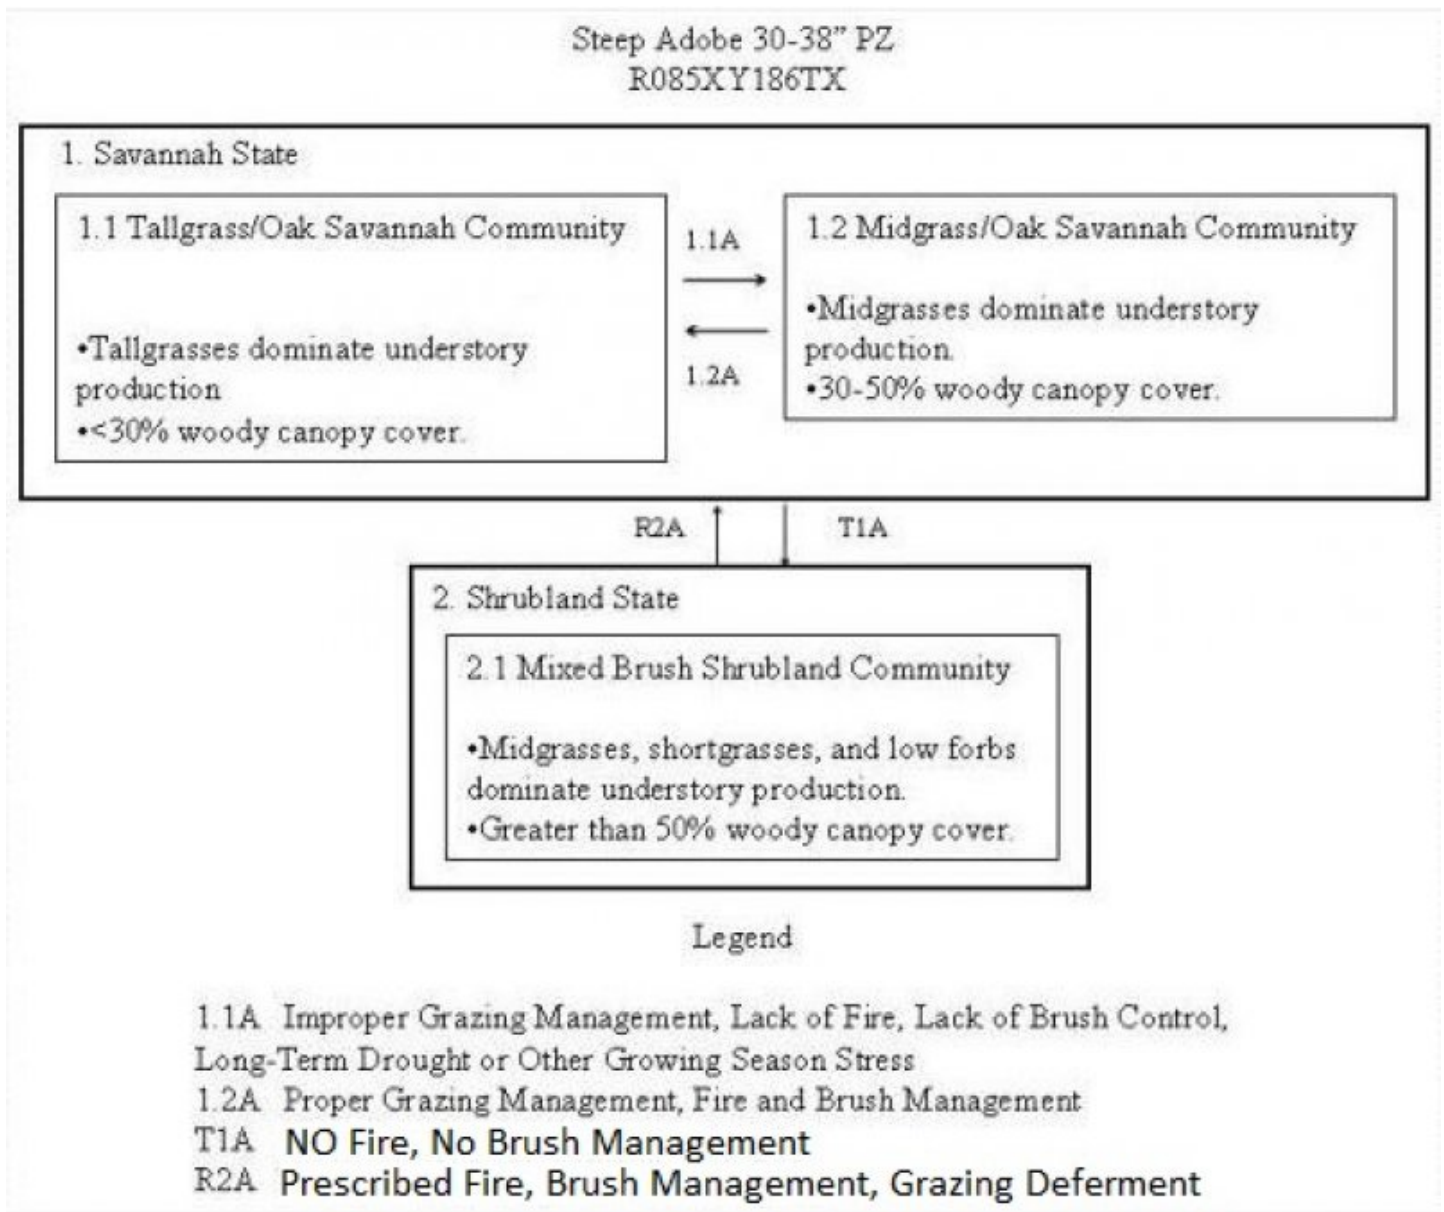 Steep Adobe 30-38" PZ
R085XY186TX
1. Savannah State
1.1 Tallgrass/Oak Savannah Community
•Tallgrasses dominate understory
production
•<30% woody canopy cover.
1.1A
1.2A
1.2 Midgrass/Oak Savannah Community
•Midgrasses dominate understory
production.
•30-50% woody canopy cover.
R2A
T1A
2. Shrubland State
2.1 Mixed Brush Shrubland Community
•Midgrasses, shortgrasses, and low forbs
dominate understory production.
•Greater than 50% woody canopy cover.
Legend
1.1A Improper Grazing Management, Lack of Fire, Lack of Brush Control,
Long-Term Drought or Other Growing Season Stress
1.2A Proper Grazing Management, Fire and Brush Management
T1A NO Fire, No Brush Management
R2A Prescribed Fire, Brush Management, Grazing Deferment